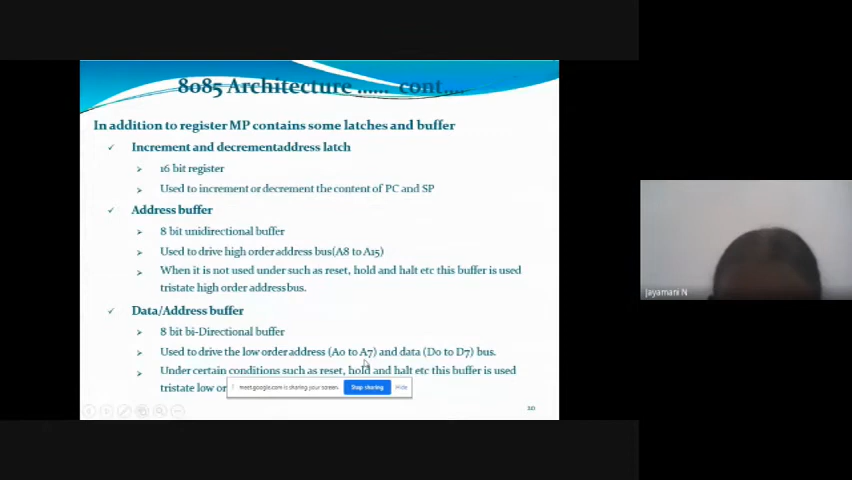 8085 Architecture ...... cont....
In addition to register MP contains some latches and buffer
✓ Increment and decrementaddress latch
➢ 16 bit register
➢ Used to increment or decrement the content of PC and SP
✓ Address buffer
➢ 8 bit unidirectional buffer
➢ Used to drive high order address bus(A8 to A15)
➢ When it is not used under such as reset, hold and halt etc this buffer is used
tristate high order address bus.
✓ Data/Address buffer
➢ 8 bit bi-Directional buffer
➢ Used to drive the low order address (A0 to A7) and data (D0 to D7) bus.
➢ Under certain conditions such as reset, hold and halt etc this buffer is used
tristate low or
meet.google.com is sharing your screen. Stop sharing Hide
20
Jayamani N